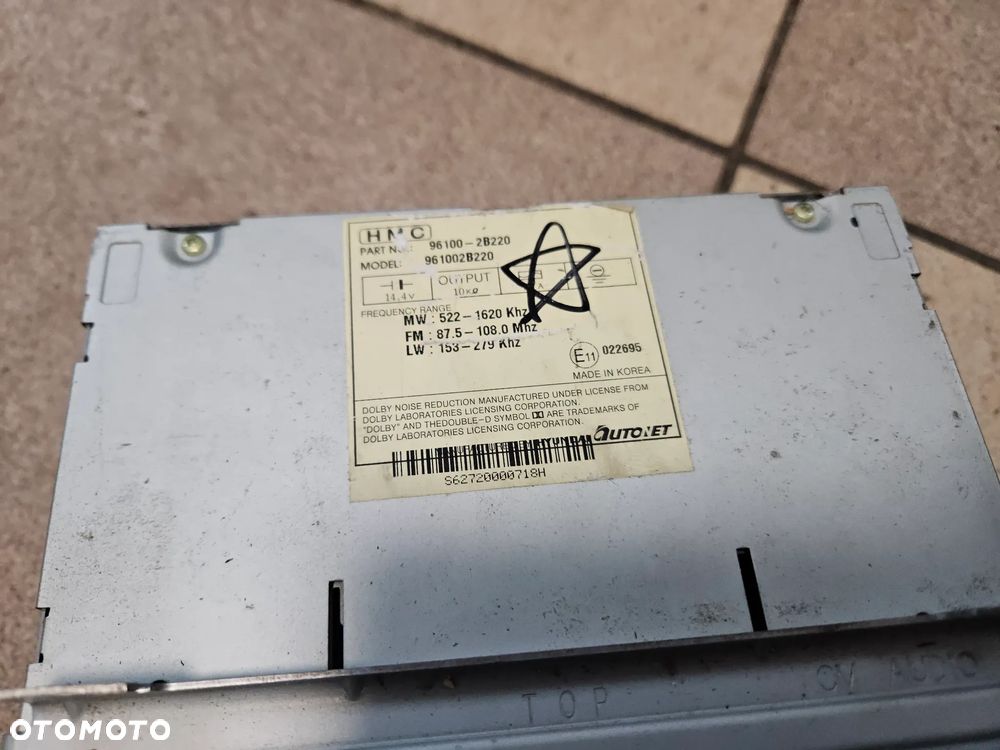 HMC
PART NO.: 96100-2B220
MODEL: 961002B220
OUTPUT
14.4V 10KΩ A
FREQUENCY RANGE
MW : 522-1620 Khz
FM : 87.5-108.0 Mhz
LW : 153-279 Khz
E11 022695
MADE IN KOREA
DOLBY NOISE REDUCTION MANUFACTURED UNDER LICENSE FROM
DOLBY LABORATORIES LICENSING CORPORATION.
"DOLBY" AND THEDOUBLE-D SYMBOL ARE TRADEMARKS OF
DOLBY LABORATORIES LICENSING CORPORATION.
AUTONET
S62720000718H
TOP
AUDIO
OTOMOTO